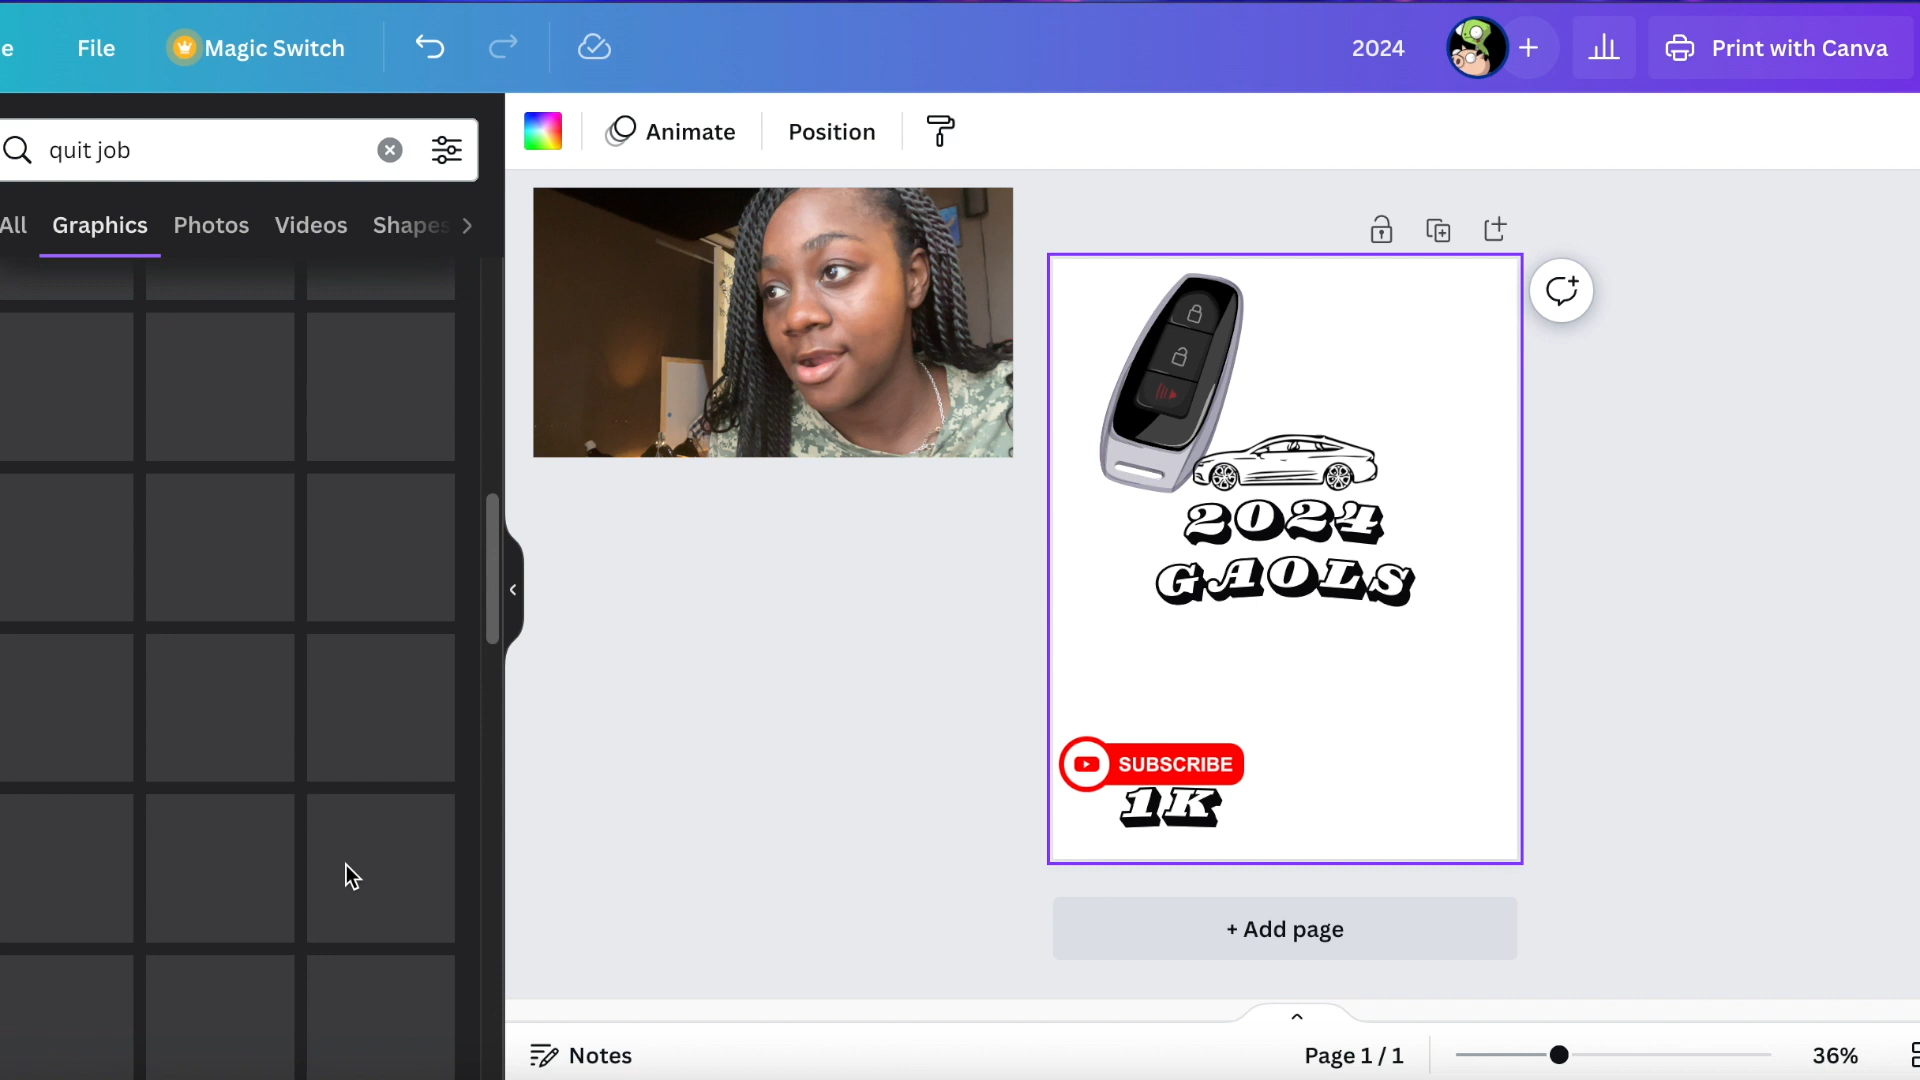 e File Magic Switch 2024 Print with Canva
quit job
Animate Position
All Graphics Photos Videos Shapes
2024
GAOLS
SUBSCRIBE
1K
+ Add page
Notes Page 1 / 1 36%